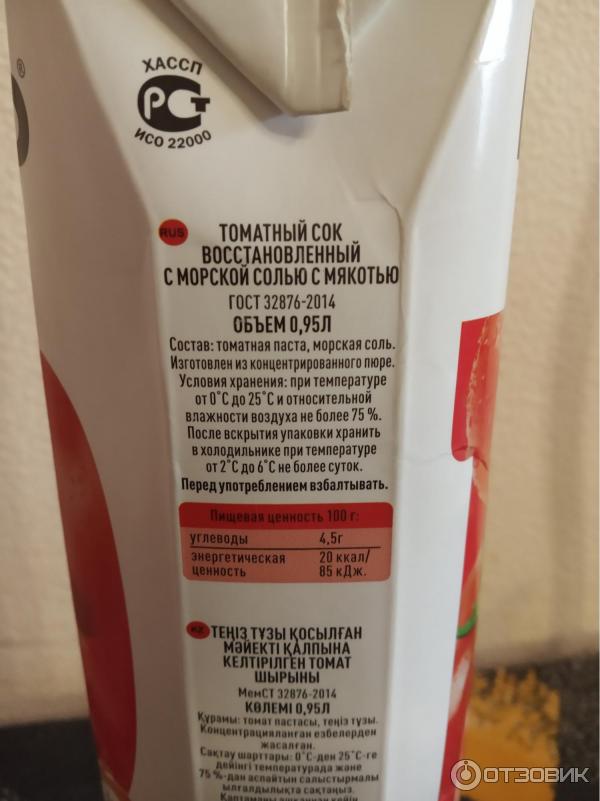 ®
ХАССП
РСТ
ИСО 22000
RUS
ТОМАТНЫЙ СОК
ВОССТАНОВЛЕННЫЙ
С МОРСКОЙ СОЛЬЮ С МЯКОТЬЮ
ГОСТ 32876-2014
ОБЪЕМ 0,95Л
Состав: томатная паста, морская соль.
Изготовлен из концентрированного пюре.
Условия хранения: при температуре
от 0˚С до 25˚С и относительной
влажности воздуха не более 75 %.
После вскрытия упаковки хранить
в холодильнике при температуре
от 2˚С до 6˚С не более суток.
Перед употреблением взбалтывать.
Пищевая ценность 100 г:
углеводы 4,5г
энергетическая 20 ккал/
ценность 85 кДж.
KZ
ТЕҢІЗ ТҰЗЫ ҚОСЫЛҒАН
МӘЙЕКТІ ҚАЛПЫНА
КЕЛТІРІЛГЕН ТОМАТ
ШЫРЫНЫ
МемСТ 32876-2014
КӨЛЕМІ 0,95Л
Құрамы: томат пастасы, теңіз тұзы.
Концентрацияланған езбелерден
жасалған.
Сақтау шарттары: 0˚С-ден 25˚С-ге
дейінгі температурада және
75 %-дан аспайтын салыстырмалы
ылғалдылықта сақтаңыз.
Қаптаманы ашқаннан кейін
ОТЗОВИК